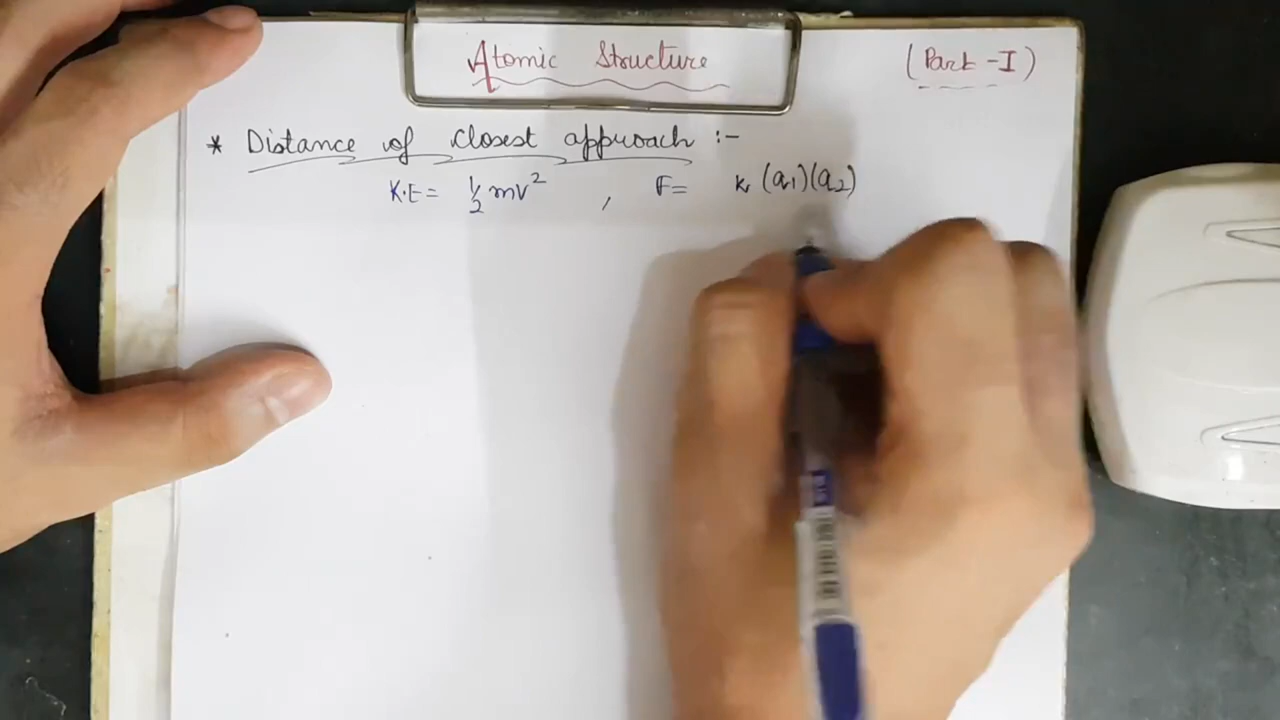 Atomic Structure (Part-I)
* Distance of closest approach :-
K.E = 1/2 mv², F = k (q1)(q2)